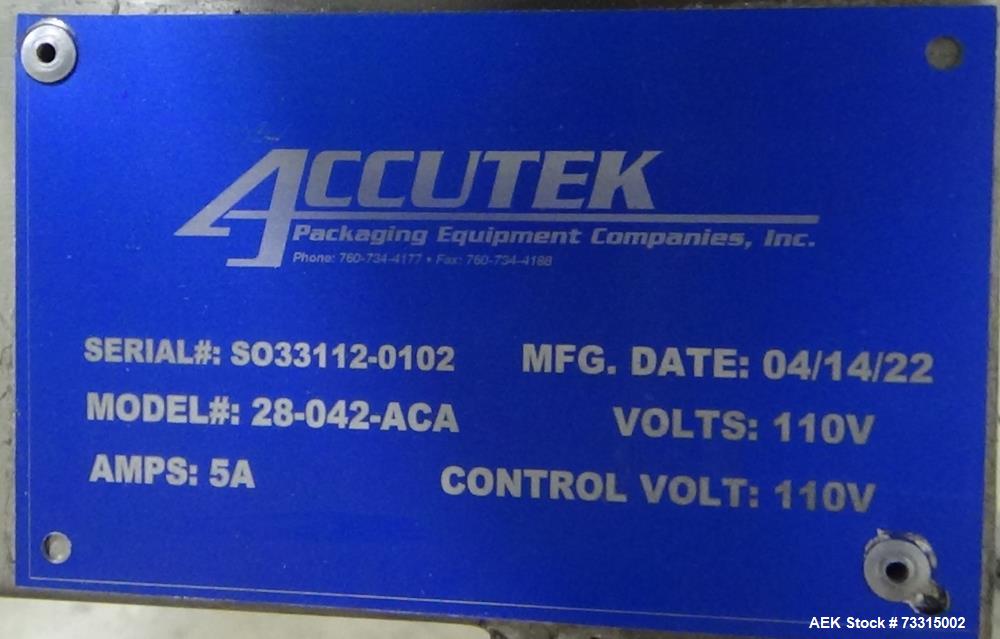 ACCUTEK
Packaging Equipment Companies, Inc.
Phone: 760-734-4177 • Fax: 760-734-4188
SERIAL#: SO33112-0102 MFG. DATE: 04/14/22
MODEL#: 28-042-ACA VOLTS: 110V
AMPS: 5A CONTROL VOLT: 110V
AEK Stock # 73315002